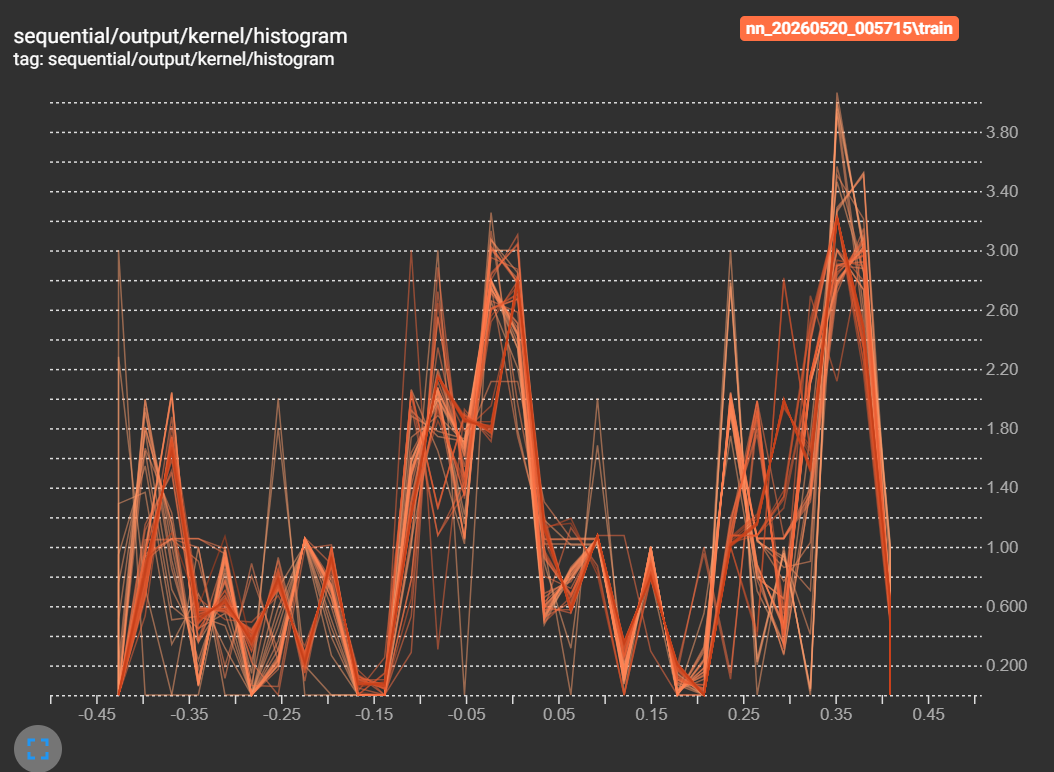 sequential/output/kernel/histogram
nn_20260520_005715\train
tag: sequential/output/kernel/histogram
3.80
3.40
3.00
2.60
2.20
1.80
1.40
1.00
0.600
0.200
-0.45 -0.35 -0.25 -0.15 -0.05 0.05 0.15 0.25 0.35 0.45